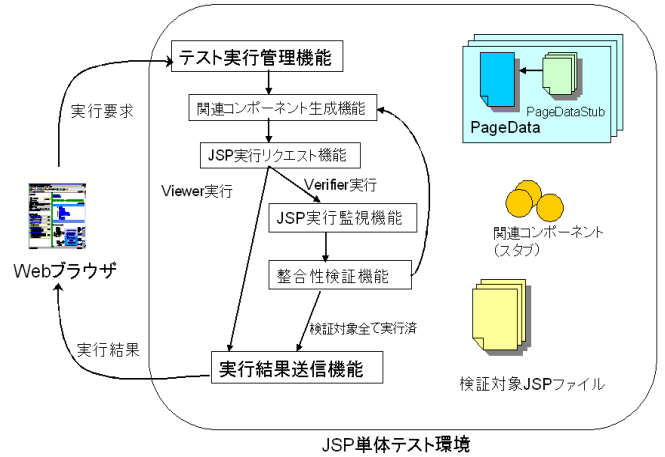 テスト実行管理機能
実行要求
関連コンポーネント生成機能
JSP実行リクエスト機能
Viewer実行
Verifier実行
JSP実行監視機能
整合性検証機能
検証対象全て実行済
実行結果送信機能
Webブラウザ
実行結果
PageDataStub
PageData
関連コンポーネント
(スタブ)
検証対象JSPファイル
JSP単体テスト環境